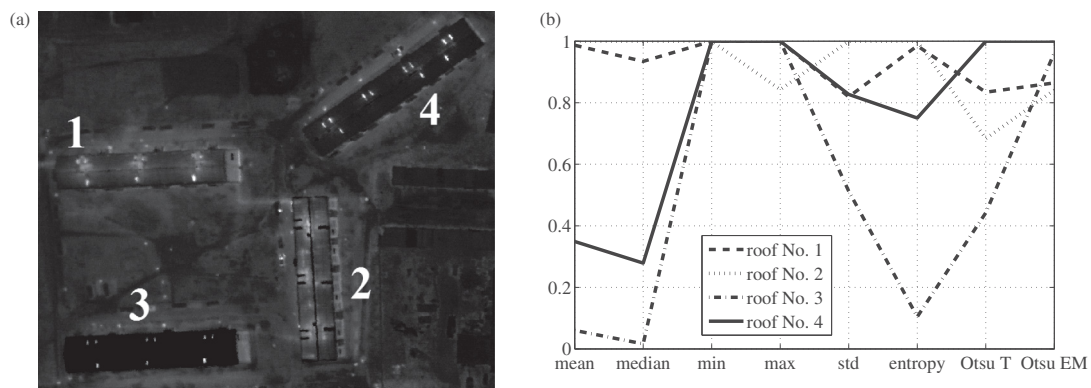 (a)
1
2
3
4
(b)
1
0.8
0.6
0.4
0.2
0
roof No. 1
roof No. 2
roof No. 3
roof No. 4
mean median min max std entropy Otsu T Otsu EM